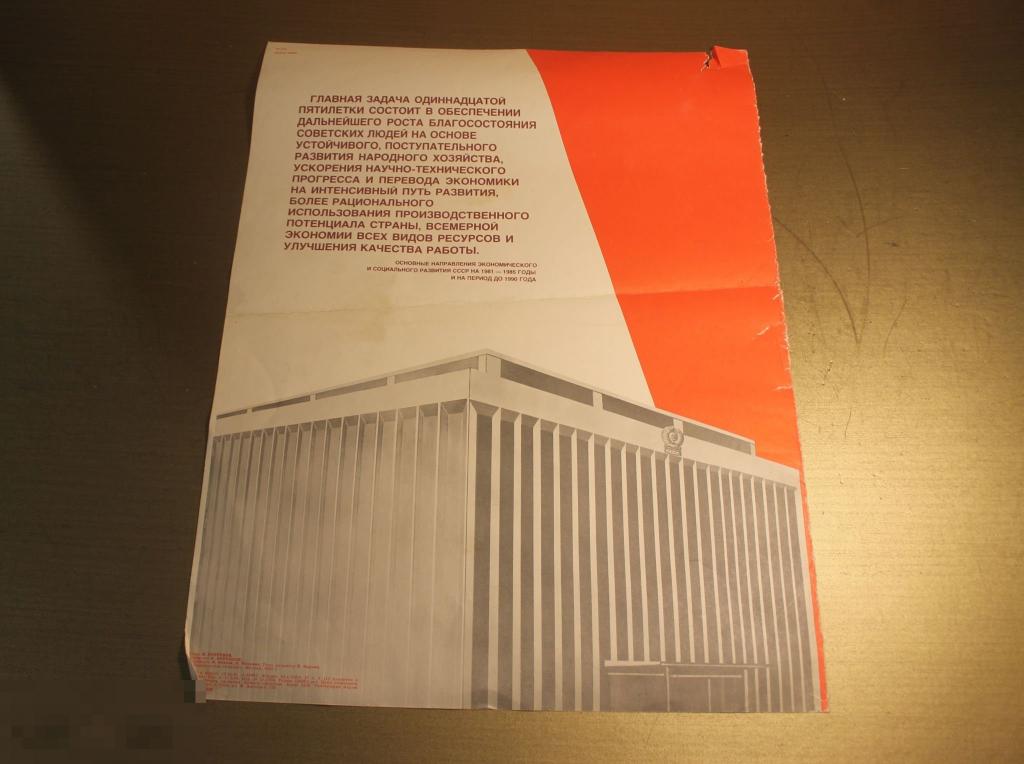 ГЛАВНАЯ ЗАДАЧА ОДИННАДЦАТОЙ
ПЯТИЛЕТКИ СОСТОИТ В ОБЕСПЕЧЕНИИ
ДАЛЬНЕЙШЕГО РОСТА БЛАГОСОСТОЯНИЯ
СОВЕТСКИХ ЛЮДЕЙ НА ОСНОВЕ
УСТОЙЧИВОГО, ПОСТУПАТЕЛЬНОГО
РАЗВИТИЯ НАРОДНОГО ХОЗЯЙСТВА,
УСКОРЕНИЯ НАУЧНО-ТЕХНИЧЕСКОГО
ПРОГРЕССА И ПЕРЕВОДА ЭКОНОМИКИ
НА ИНТЕНСИВНЫЙ ПУТЬ РАЗВИТИЯ,
БОЛЕЕ РАЦИОНАЛЬНОГО
ИСПОЛЬЗОВАНИЯ ПРОИЗВОДСТВЕННОГО
ПОТЕНЦИАЛА СТРАНЫ, ВСЕМЕРНОЙ
ЭКОНОМИИ ВСЕХ ВИДОВ РЕСУРСОВ И
УЛУЧШЕНИЯ КАЧЕСТВА РАБОТЫ.
ОСНОВНЫЕ НАПРАВЛЕНИЯ ЭКОНОМИЧЕСКОГО
И СОЦИАЛЬНОГО РАЗВИТИЯ СССР НА 1981 — 1985 ГОДЫ
И НА ПЕРИОД ДО 1990 ГОДА